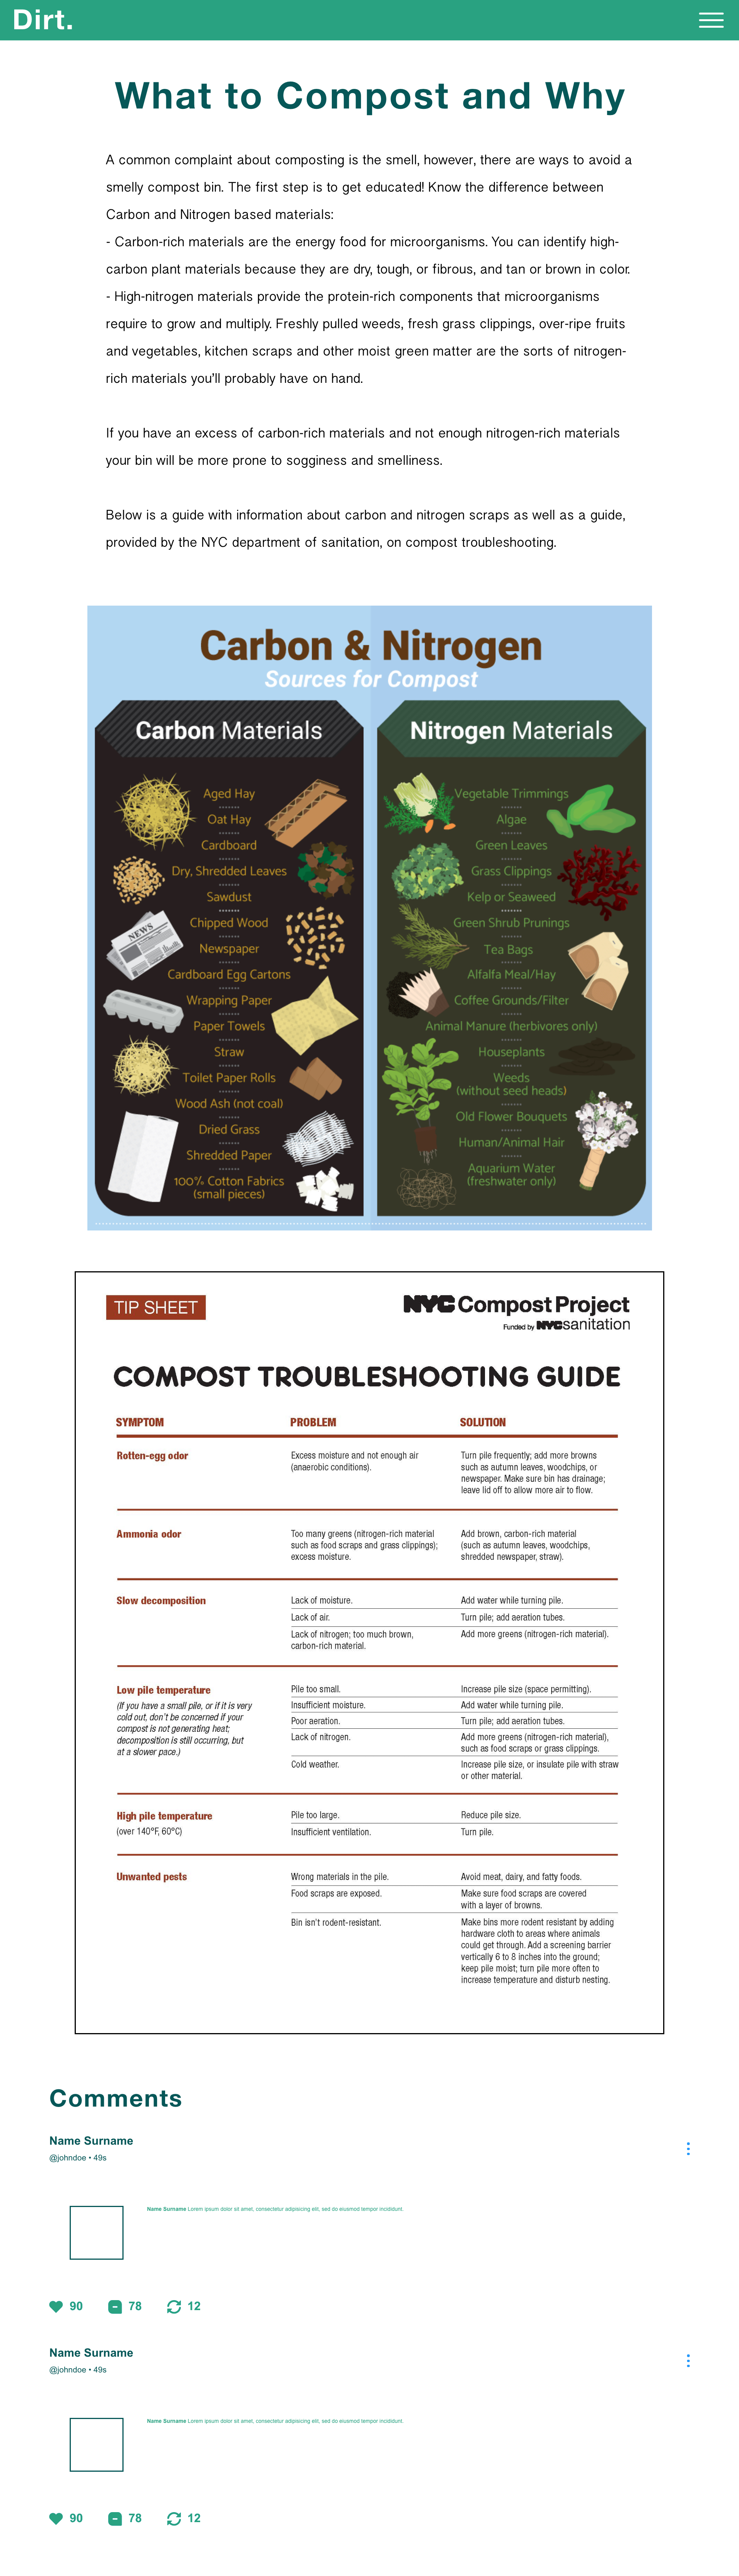 Dirt.
What to Compost and Why
A common complaint about composting is the smell, however, there are ways to avoid a
smelly compost bin. The first step is to get educated! Know the difference between
Carbon and Nitrogen based materials:
- Carbon-rich materials are the energy food for microorganisms. You can identify high-
carbon plant materials because they are dry, tough, or fibrous, and tan or brown in color.
- High-nitrogen materials provide the protein-rich components that microorganisms
require to grow and multiply. Freshly pulled weeds, fresh grass clippings, over-ripe fruits
and vegetables, kitchen scraps and other moist green matter are the sorts of nitrogen-
rich materials you'll probably have on hand.
If you have an excess of carbon-rich materials and not enough nitrogen-rich materials
your bin will be more prone to sogginess and smelliness.
Below is a guide with information about carbon and nitrogen scraps as well as a guide,
provided by the NYC department of sanitation, on compost troubleshooting.
Carbon & Nitrogen
Sources for Compost
Carbon Materials
Aged Hay
Oat Hay
Cardboard
Dry, Shredded Leaves
Sawdust
Chipped Wood
NEWS
Newspaper
Cardboard Egg Cartons
Wrapping Paper
Paper Towels
Straw
Toilet Paper Rolls
Wood Ash (not coal)
Dried Grass
Shredded Paper
100% Cotton Fabrics
(small pieces)
Nitrogen Materials
Vegetable Trimmings
Algae
Green Leaves
Grass Clippings
Kelp or Seaweed
Green Shrub Prunings
Tea Bags
Alfalfa Meal/Hay
Coffee Grounds/Filter
Animal Manure (herbivores only)
Houseplants
Weeds
(without seed heads)
Old Flower Bouquets
Human/Animal Hair
Aquarium Water
(freshwater only)
TIP SHEET
NYC Compost Project
Funded by NYC sanitation
COMPOST TROUBLESHOOTING GUIDE
SYMPTOM PROBLEM SOLUTION
Rotten-egg odor
Excess moisture and not enough air
(anaerobic conditions).
Turn pile frequently; add more browns
such as autumn leaves, woodchips, or
newspaper. Make sure bin has drainage;
leave lid off to allow more air to flow.
Ammonia odor
Too many greens (nitrogen-rich material
such as food scraps and grass clippings);
excess moisture.
Add brown, carbon-rich material
(such as autumn leaves, woodchips,
shredded newspaper, straw).
Slow decomposition
Lack of moisture.
Add water while turning pile.
Lack of air.
Turn pile; add aeration tubes.
Lack of nitrogen; too much brown,
carbon-rich material.
Add more greens (nitrogen-rich material).
Low pile temperature
(If you have a small pile, or if it is very
cold out, don't be concerned if your
compost is not generating heat;
decomposition is still occurring, but
at a slower pace.)
Pile too small.
Increase pile size (space permitting).
Insufficient moisture.
Add water while turning pile.
Poor aeration.
Turn pile; add aeration tubes.
Lack of nitrogen.
Add more greens (nitrogen-rich material),
such as food scraps or grass clippings.
Cold weather.
Increase pile size, or insulate pile with straw
or other material.
High pile temperature
(over 140°F, 60°C)
Pile too large.
Reduce pile size.
Insufficient ventilation.
Turn pile.
Unwanted pests
Wrong materials in the pile.
Avoid meat, dairy, and fatty foods.
Food scraps are exposed.
Make sure food scraps are covered
with a layer of browns.
Bin isn't rodent-resistant.
Make bins more rodent resistant by adding
hardware cloth to areas where animals
could get through. Add a screening barrier
vertically 6 to 8 inches into the ground;
keep pile moist; turn pile more often to
increase temperature and disturb nesting.
Comments
Name Surname
@johndoe • 49s
Name Surname Lorem ipsum dolor sit amet, consectetur adipisicing elit, sed do eiusmod tempor incididunt.
90 78 12
Name Surname
@johndoe • 49s
Name Surname Lorem ipsum dolor sit amet, consectetur adipisicing elit, sed do eiusmod tempor incididunt.
90 78 12